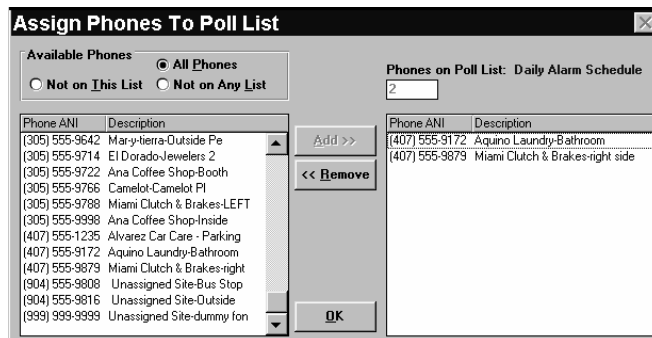 Assign Phones To Poll List
Available Phones
All Phones
Not on This List Not on Any List
Phones on Poll List: Daily Alarm Schedule
2
Phone ANI Description
(305) 555-9642 Mar-y-tierra-Outside Pe
(305) 555-9714 El Dorado-Jewelers 2
(305) 555-9722 Ana Coffee Shop-Booth
(305) 555-9766 Camelot-Camelot Pl
(305) 555-9788 Miami Clutch & Brakes-LEFT
(305) 555-9998 Ana Coffee Shop-Inside
(407) 555-1235 Alvarez Car Care - Parking
(407) 555-9172 Aquino Laundry-Bathroom
(407) 555-9879 Miami Clutch & Brakes-right
(904) 555-9808 Unassigned Site-Bus Stop
(904) 555-9816 Unassigned Site-Outside
(999) 999-9999 Unassigned Site-dummy fon
Add >>
<< Remove
OK
Phone ANI Description
(407) 555-9172 Aquino Laundry-Bathroom
(407) 555-9879 Miami Clutch & Brakes-right side